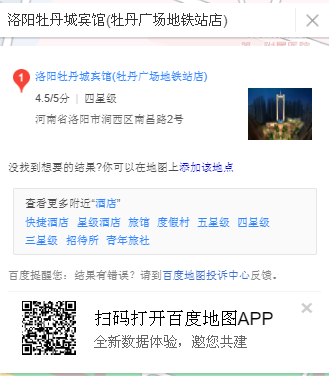 洛阳牡丹城宾馆(牡丹广场地铁站店)
1
洛阳牡丹城宾馆(牡丹广场地铁站店)
4.5/5分 | 四星级
河南省洛阳市涧西区南昌路2号
没找到想要的结果?你可以在地图上添加该地点
查看更多附近“酒店”
快捷酒店 星级酒店 旅馆 度假村 五星级 四星级
三星级 招待所 青年旅社
百度提醒您：结果有错误？请到百度地图投诉中心反馈。
扫码打开百度地图APP
全新数据体验，邀您共建